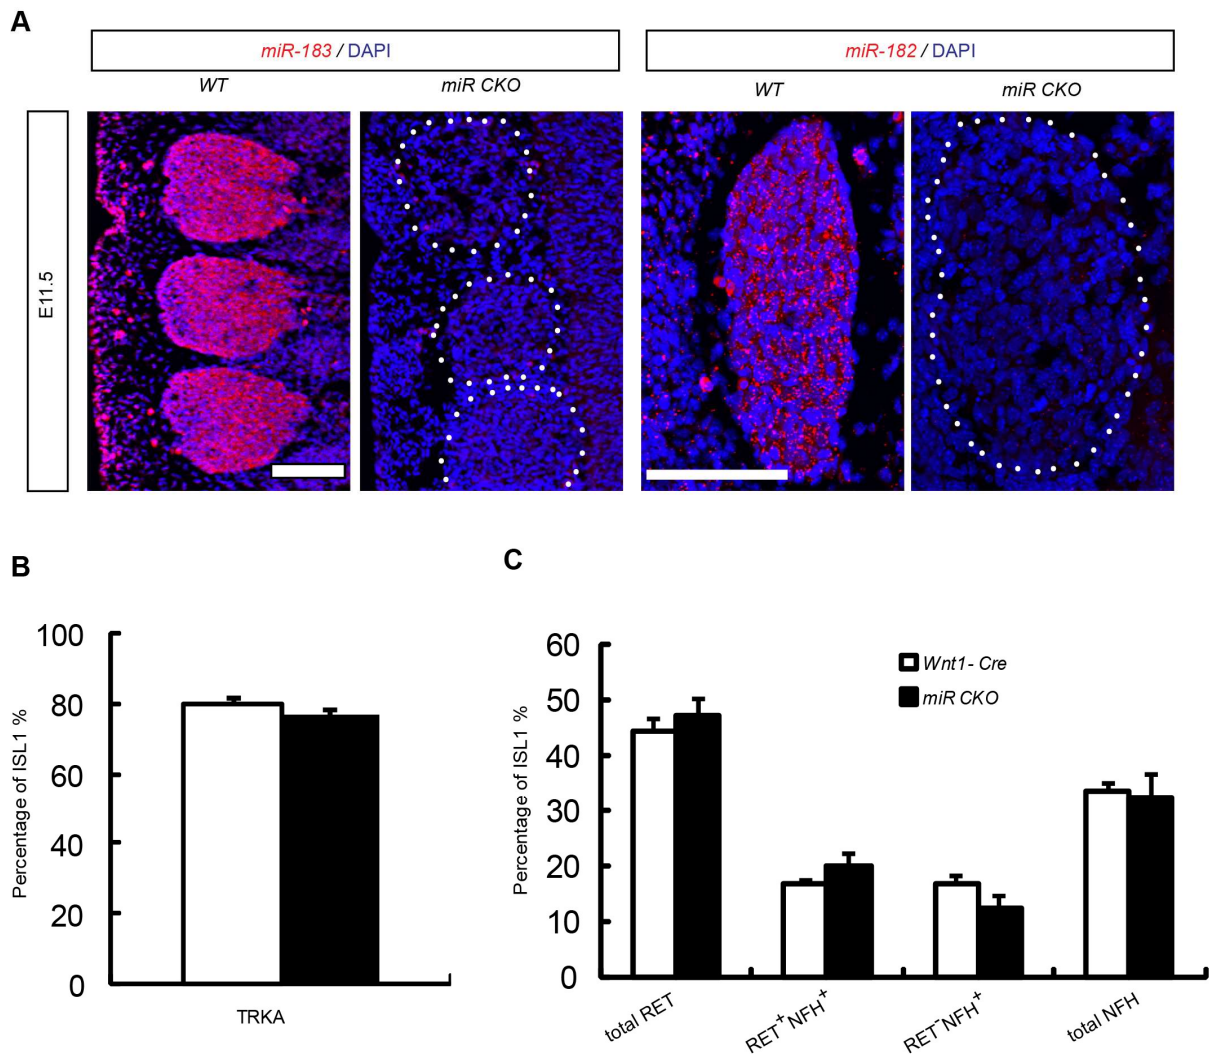 A
miR-183 / DAPI
miR-182 / DAPI
WT
miR CKO
WT
miR CKO
E11.5
B
Percentage of ISL1 %
100
80
60
40
20
0
TRKA
C
Percentage of ISL1 %
60
50
40
30
20
10
0
Wnt1- Cre
miR CKO
total RET
RET⁺NFH⁺
RET⁻NFH⁺
total NFH